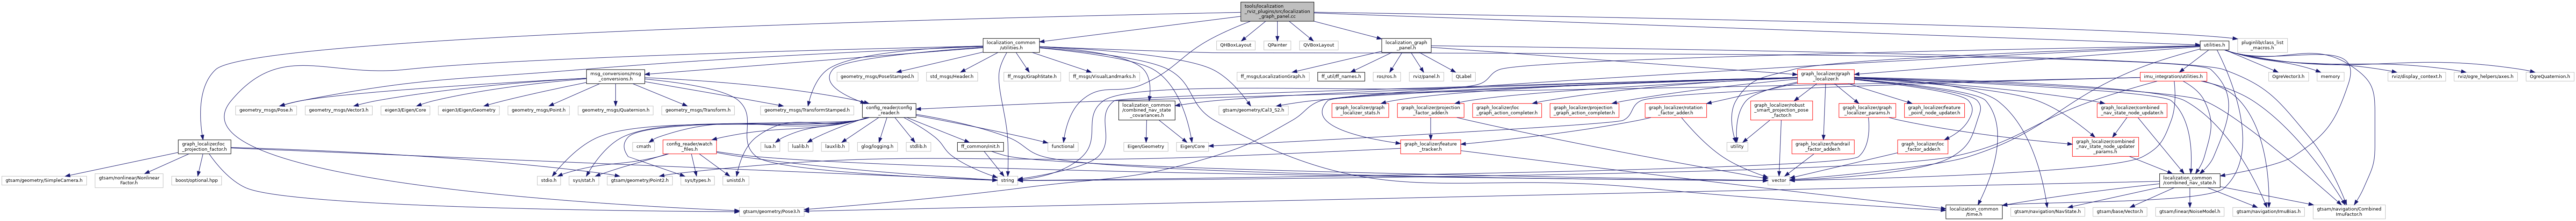 tools/localization
_rviz_plugins/src/localization
_graph_panel.cc
localization_common
/utilities.h
QHBoxLayout
QPainter
QVBoxLayout
localization_graph
_panel.h
utilities.h
pluginlib/class_list
_macros.h
msg_conversions/msg
_conversions.h
geometry_msgs/PoseStamped.h
std_msgs/Header.h
ff_msgs/GraphState.h
ff_msgs/VisualLandmarks.h
ff_msgs/LocalizationGraph.h
ff_util/ff_names.h
ros/ros.h
rviz/panel.h
QLabel
graph_localizer/graph
_localizer.h
imu_integration/utilities.h
OgreVector3.h
memory
rviz/display_context.h
rviz/ogre_helpers/axes.h
OgreQuaternion.h
geometry_msgs/Pose.h
geometry_msgs/Vector3.h
eigen3/Eigen/Core
eigen3/Eigen/Geometry
geometry_msgs/Point.h
geometry_msgs/Quaternion.h
geometry_msgs/Transform.h
geometry_msgs/TransformStamped.h
config_reader/config
_reader.h
localization_common
/combined_nav_state
_covariances.h
gtsam/geometry/Cal3_S2.h
graph_localizer/graph
_localizer_stats.h
graph_localizer/projection
_factor_adder.h
graph_localizer/loc
_graph_action_completer.h
graph_localizer/projection
_graph_action_completer.h
graph_localizer/rotation
_factor_adder.h
graph_localizer/robust
_smart_projection_pose
_factor.h
graph_localizer/graph
_localizer_params.h
graph_localizer/feature
_point_node_updater.h
graph_localizer/combined
_nav_state_node_updater.h
graph_localizer/loc
_projection_factor.h
cmath
config_reader/watch
_files.h
lua.h
lualib.h
lauxlib.h
glog/logging.h
stdlib.h
ff_common/init.h
functional
Eigen/Geometry
Eigen/Core
graph_localizer/feature
_tracker.h
utility
graph_localizer/handrail
_factor_adder.h
graph_localizer/loc
_factor_adder.h
graph_localizer/combined
_nav_state_node_updater
_params.h
gtsam/geometry/SimpleCamera.h
gtsam/nonlinear/Nonlinear
Factor.h
boost/optional.hpp
stdio.h
sys/stat.h
gtsam/geometry/Point2.h
sys/types.h
unistd.h
string
vector
localization_common
/combined_nav_state.h
gtsam/geometry/Pose3.h
localization_common
/time.h
gtsam/navigation/NavState.h
gtsam/base/Vector.h
gtsam/linear/NoiseModel.h
gtsam/navigation/ImuBias.h
gtsam/navigation/Combined
ImuFactor.h